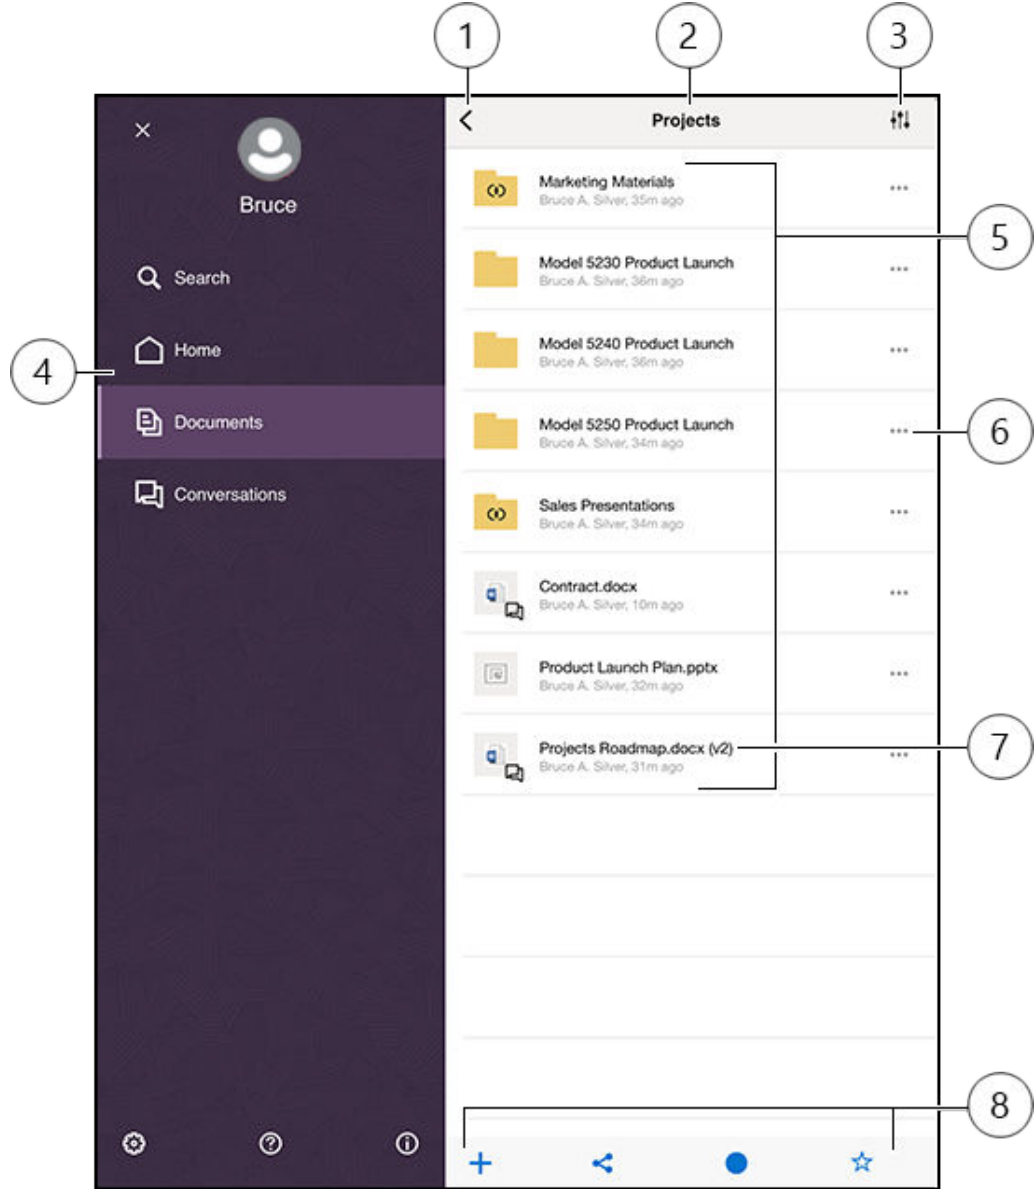 1
2
3
Projects
Bruce
Search
Home
Documents
Conversations
4
Marketing Materials
Bruce A. Silver, 35m ago
Model 5230 Product Launch
Bruce A. Silver, 36m ago
Model 5240 Product Launch
Bruce A. Silver, 36m ago
Model 5250 Product Launch
Bruce A. Silver, 34m ago
Sales Presentations
Bruce A. Silver, 34m ago
Contract.docx
Bruce A. Silver, 10m ago
Product Launch Plan.pptx
Bruce A. Silver, 32m ago
Projects Roadmap.docx (v2)
Bruce A. Silver, 31m ago
5
6
7
8